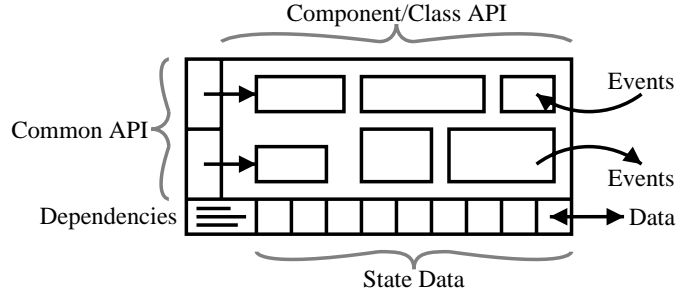 Component/Class API
Events
Common API
Events
Dependencies
Data
State Data